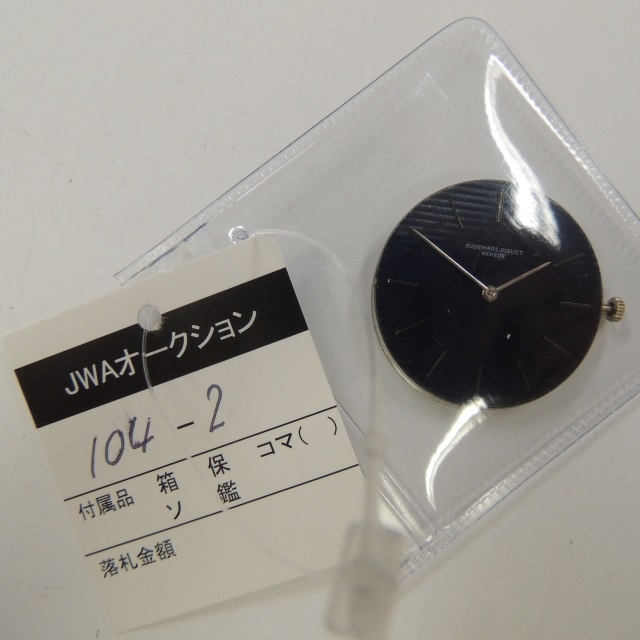 JWAオークション
104-2
付属品 箱 保 コマ( )
ソ 鑑
落札金額
AUDEMARS PIGUET
GENEVE